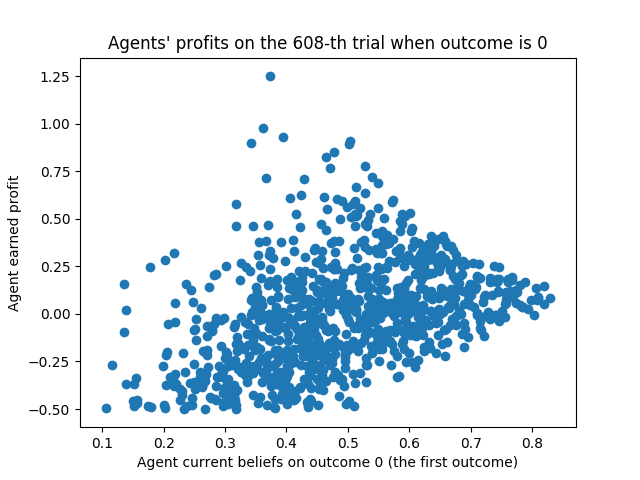 Agents' profits on the 608-th trial when outcome is 0
1.25
1.00
0.75
0.50
0.25
0.00
−0.25
−0.50
Agent earned profit
0.1 0.2 0.3 0.4 0.5 0.6 0.7 0.8
Agent current beliefs on outcome 0 (the first outcome)